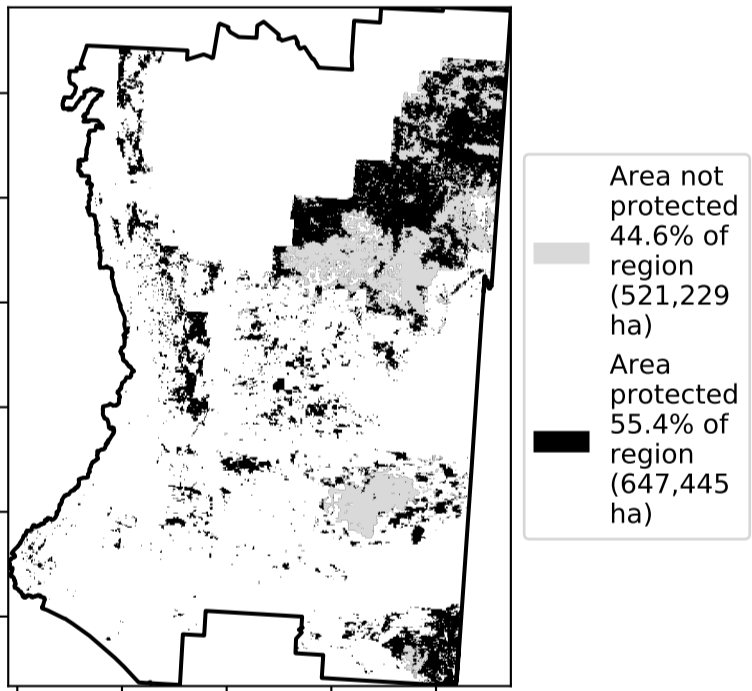 Area not
protected
44.6% of
region
(521,229
ha)
Area
protected
55.4% of
region
(647,445
ha)